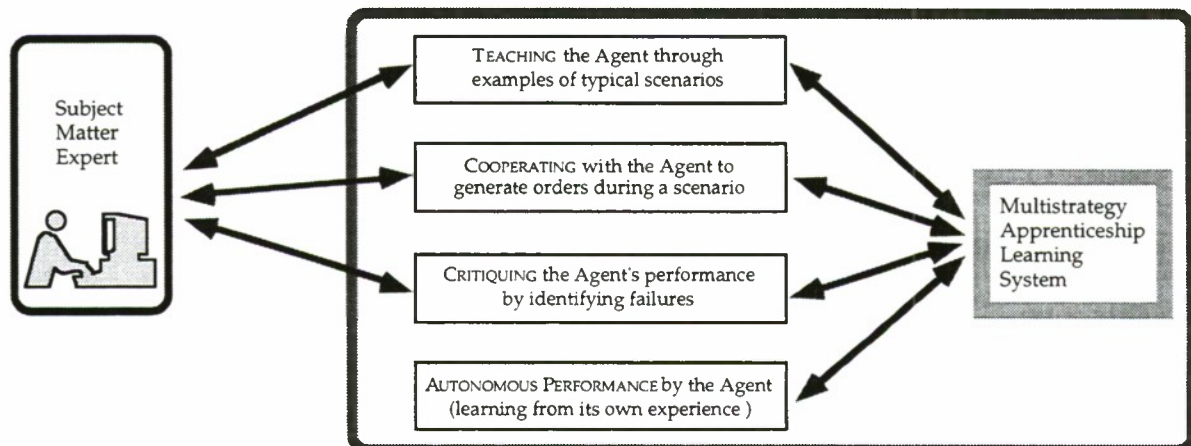 Subject
Matter
Expert
TEACHING the Agent through
examples of typical scenarios
COOPERATING with the Agent to
generate orders during a scenario
CRITIQUING the Agent's performance
by identifying failures
AUTONOMOUS PERFORMANCE by the Agent
(learning from its own experience )
Multistrategy
Apprenticeship
Learning
System